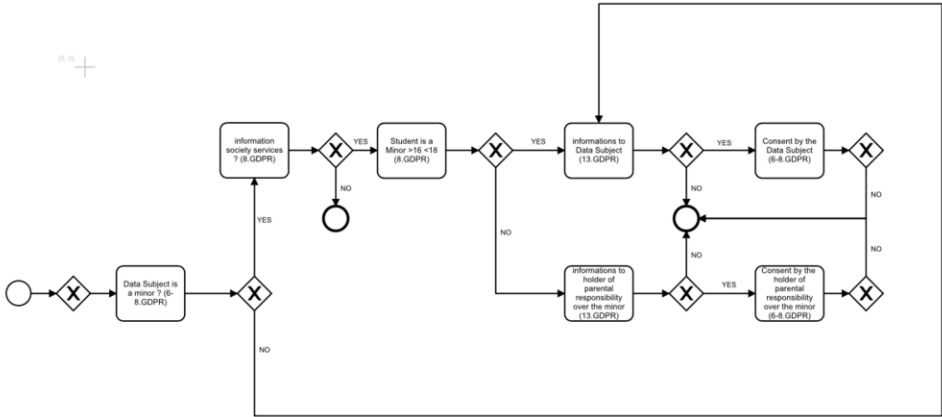 (0, 0)
information
society services
? (8.GDPR)
YES
Student is a
Minor >16 <18
(8.GDPR)
YES
informations to
Data Subject
(13.GDPR)
YES
Consent by the
Data Subject
(6-8.GDPR)
NO
NO
NO
YES
NO
NO
NO
Data Subject is
a minor ? (6-
8.GDPR)
informations to
holder of
parental
responsibility
over the minor
(13.GDPR)
YES
Consent by the
holder of
parental
responsibility
over the minor
(6-8.GDPR)
NO